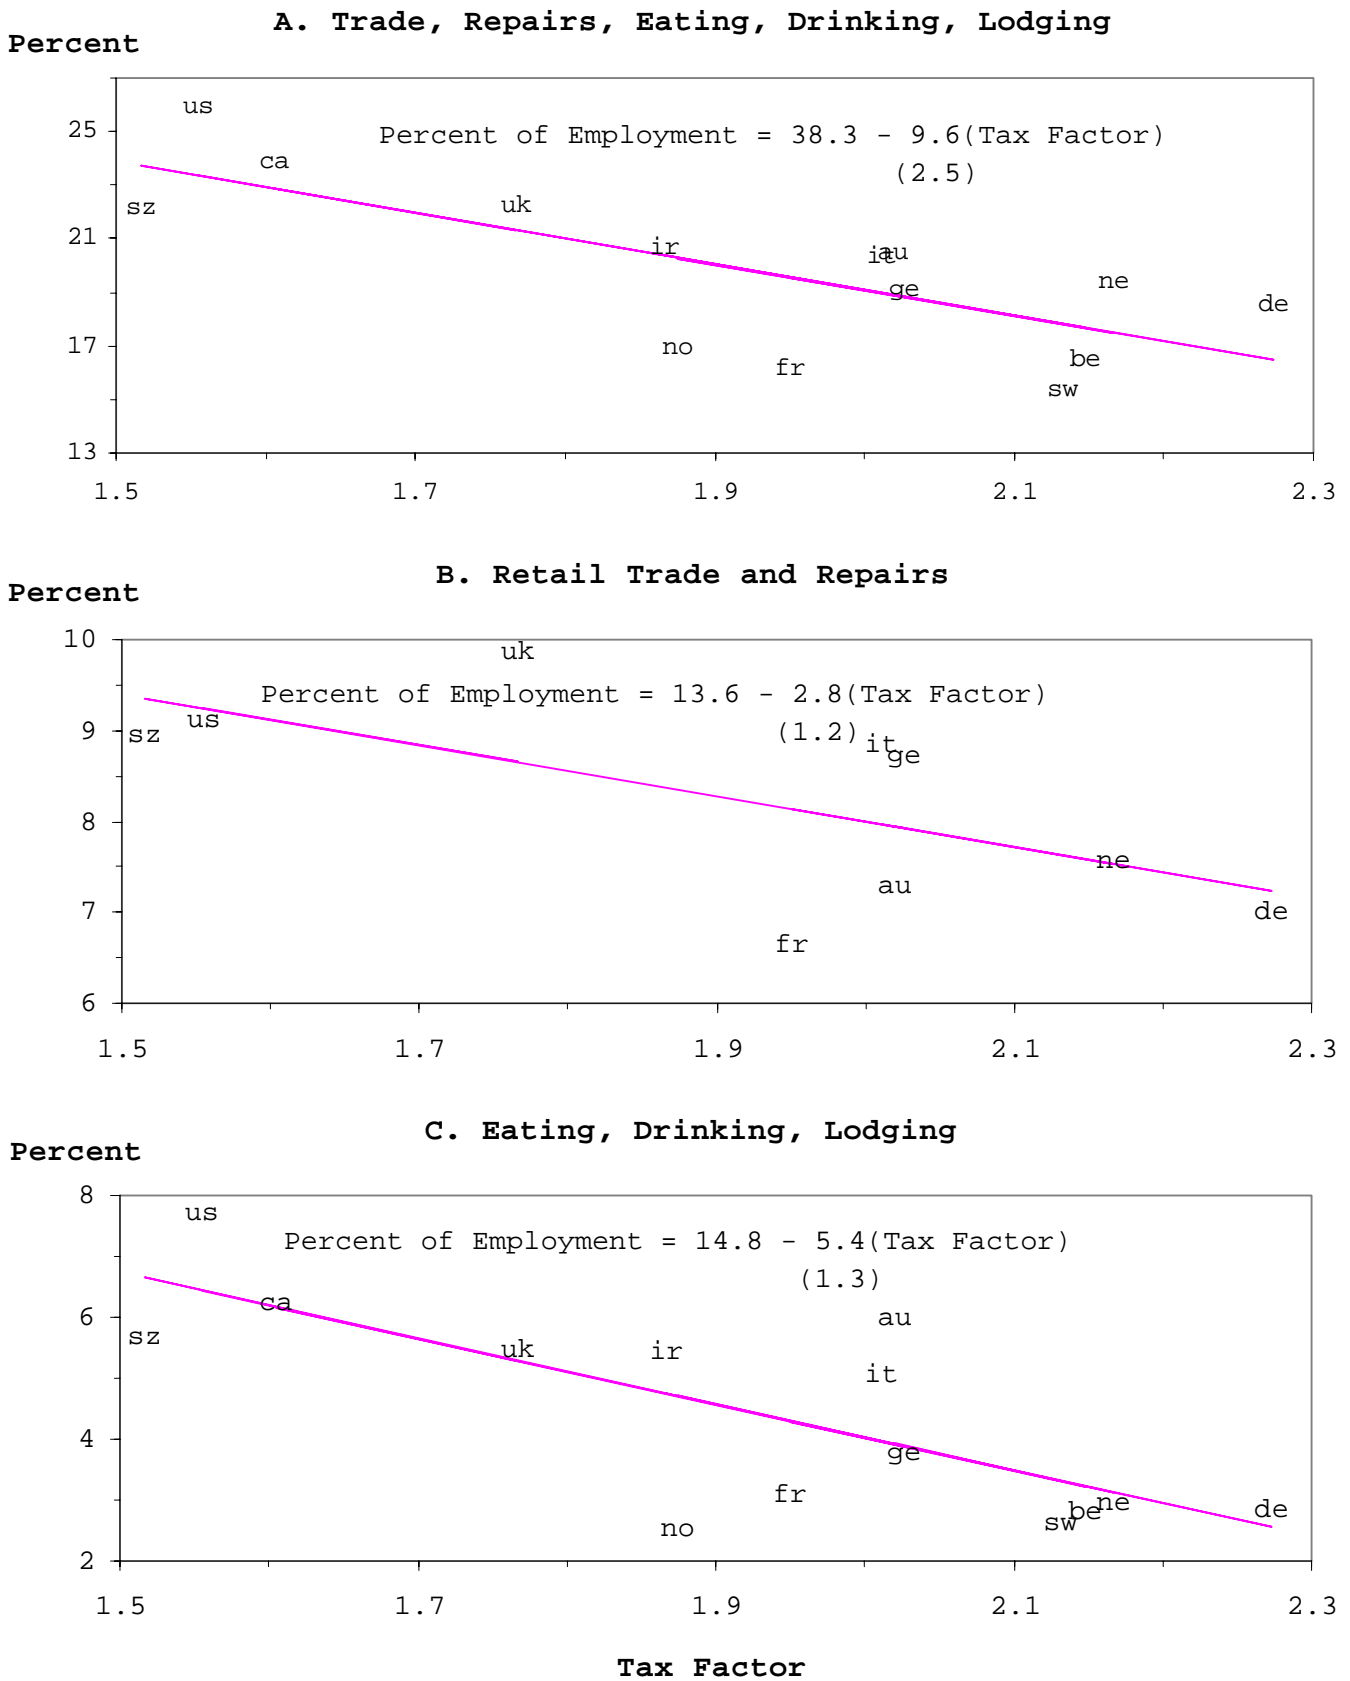 A. Trade, Repairs, Eating, Drinking, Lodging
Percent
us
25
Percent of Employment = 38.3 - 9.6(Tax Factor)
ca
(2.5)
sz
uk
21
ir
it
au
ne
ge
de
17
no
be
fr
sw
13
1.5 1.7 1.9 2.1 2.3
B. Retail Trade and Repairs
Percent
10
uk
Percent of Employment = 13.6 - 2.8(Tax Factor)
us
9
sz
(1.2)
it
ge
8
ne
au
7
de
fr
6
1.5 1.7 1.9 2.1 2.3
C. Eating, Drinking, Lodging
Percent
8
us
Percent of Employment = 14.8 - 5.4(Tax Factor)
(1.3)
ca
6
au
sz
uk
ir
it
4
ge
fr
ne
be
de
sw
no
2
1.5 1.7 1.9 2.1 2.3
Tax Factor